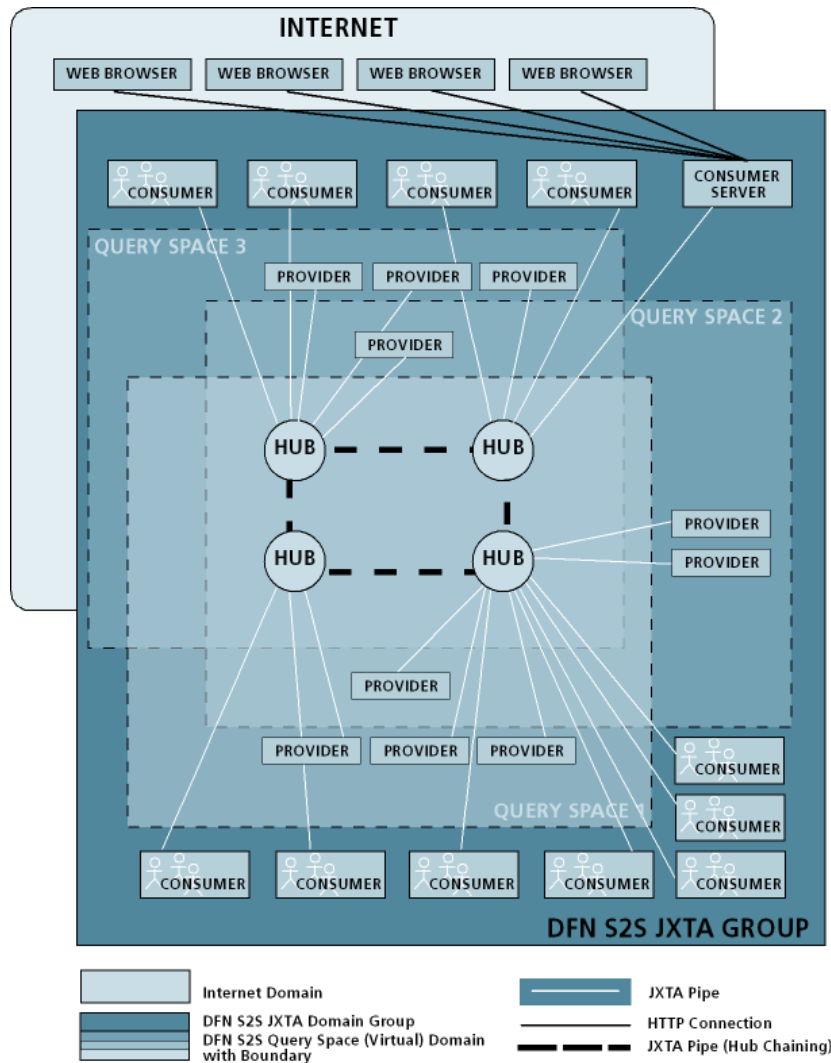 INTERNET
WEB BROWSER WEB BROWSER WEB BROWSER WEB BROWSER
CONSUMER CONSUMER CONSUMER CONSUMER
CONSUMER
SERVER
QUERY SPACE 3
PROVIDER PROVIDER PROVIDER
QUERY SPACE 2
PROVIDER
HUB HUB
PROVIDER
HUB HUB
PROVIDER
PROVIDER
PROVIDER PROVIDER PROVIDER
CONSUMER
QUERY SPACE 1
CONSUMER
CONSUMER CONSUMER CONSUMER CONSUMER CONSUMER
DFN S2S JXTA GROUP
Internet Domain
JXTA Pipe
DFN S2S JXTA Domain Group
HTTP Connection
DFN S2S Query Space (Virtual) Domain
with Boundary
JXTA Pipe (Hub Chaining)